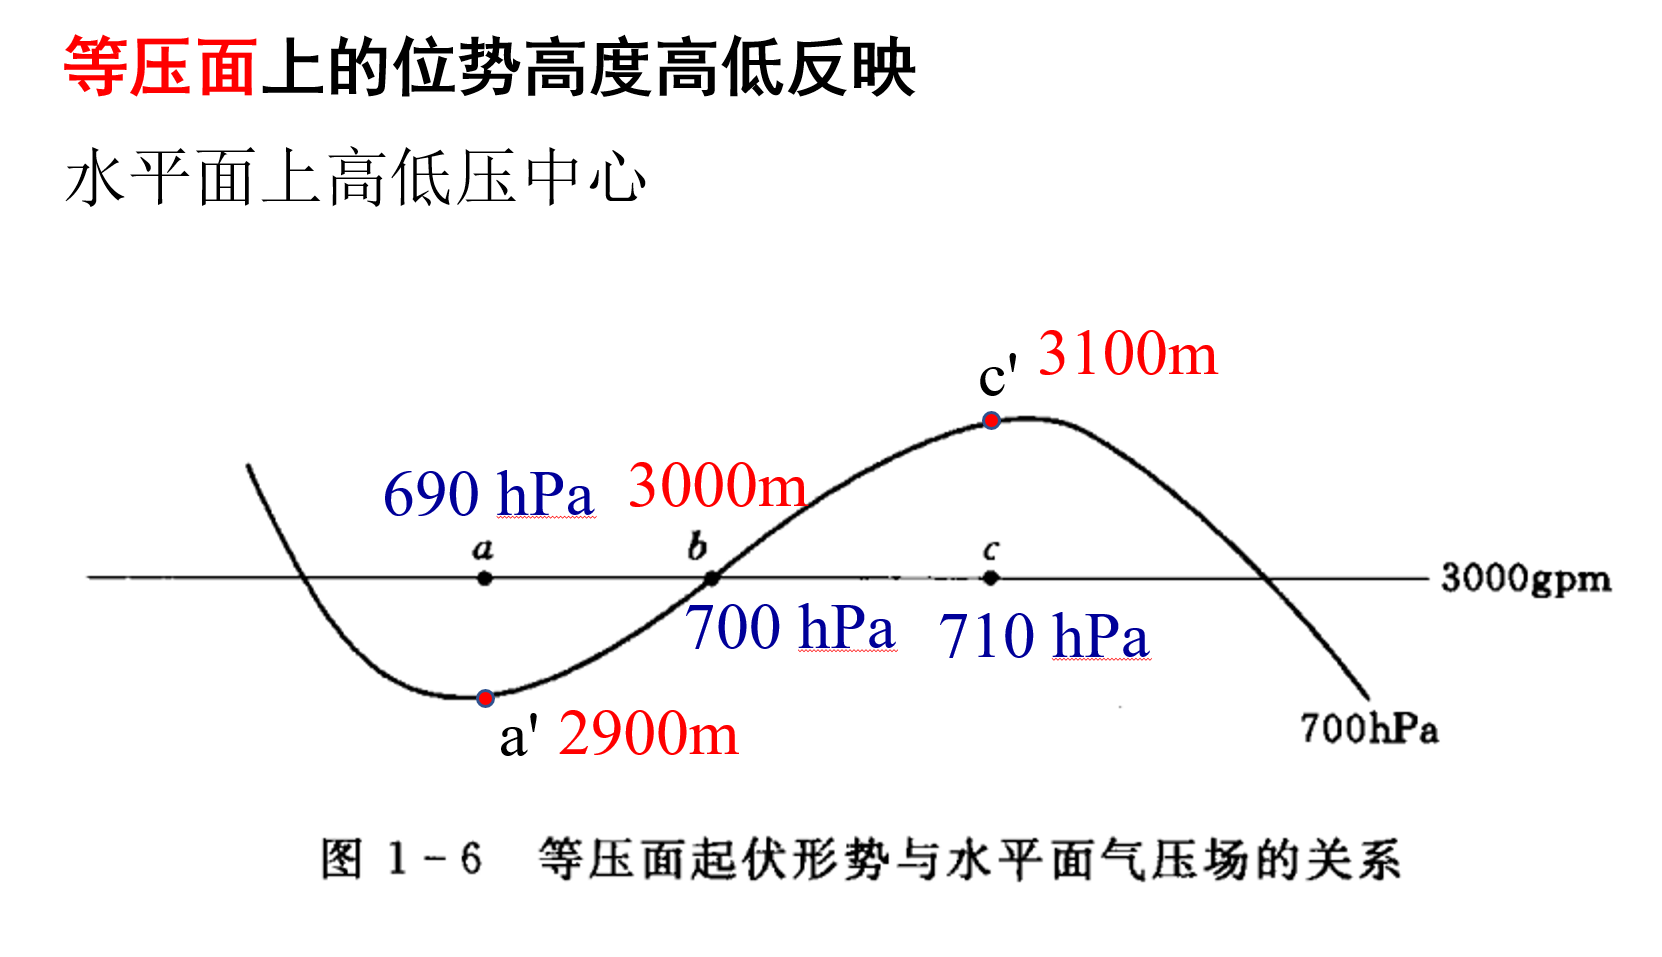 等压面上的位势高度高低反映
水平面上高低压中心
c' 3100m
690 hPa 3000m
a b c
3000gpm
700 hPa 710 hPa
a' 2900m
700hPa
图 1-6 等压面起伏形势与水平面气压场的关系